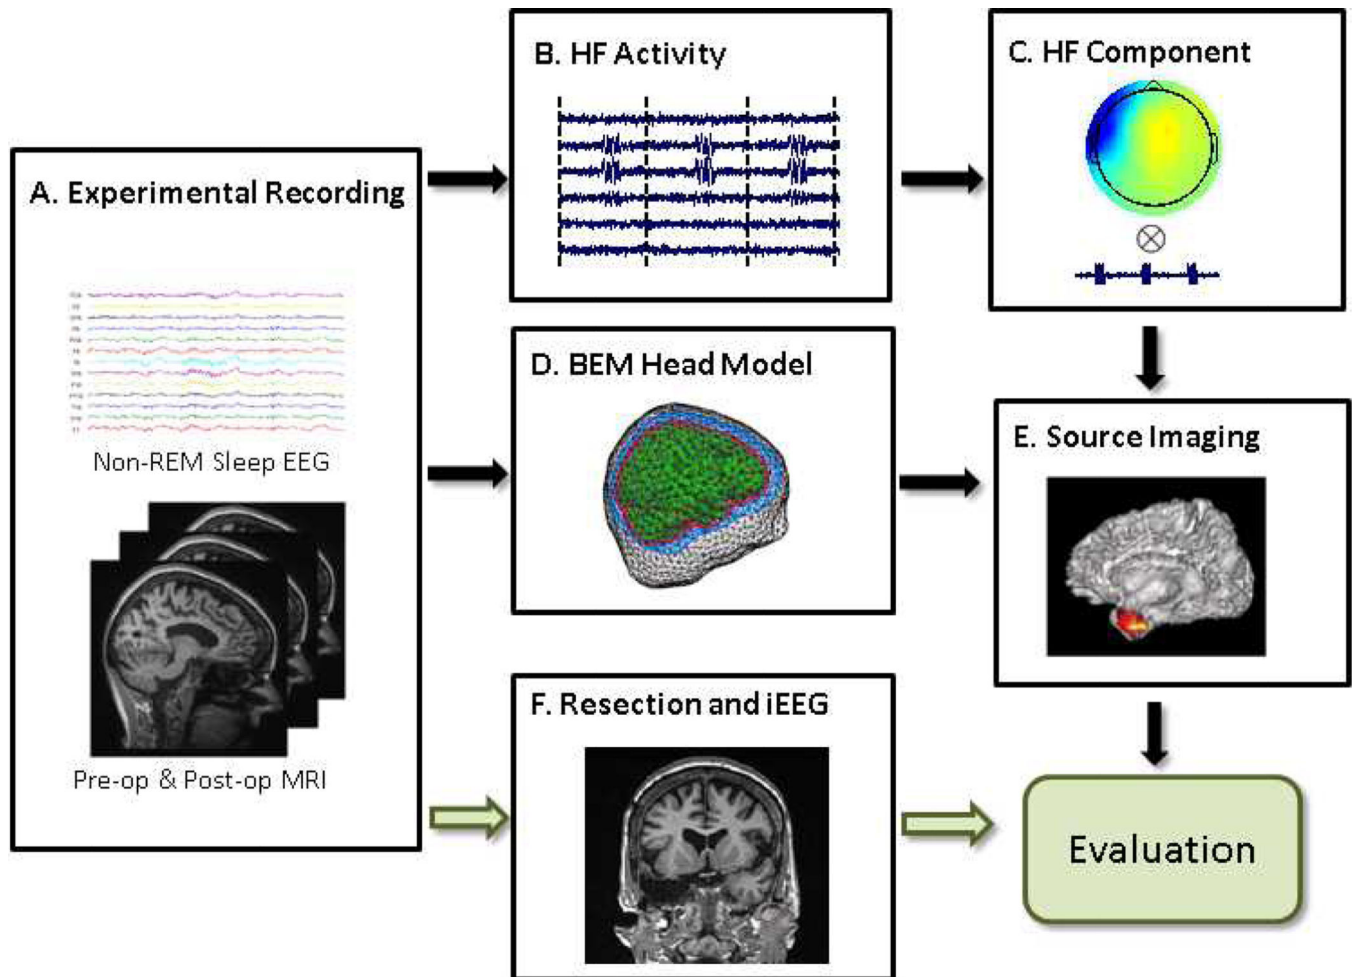 A. Experimental Recording
Non-REM Sleep EEG
Pre-op & Post-op MRI
B. HF Activity
C. HF Component
D. BEM Head Model
E. Source Imaging
F. Resection and iEEG
Evaluation